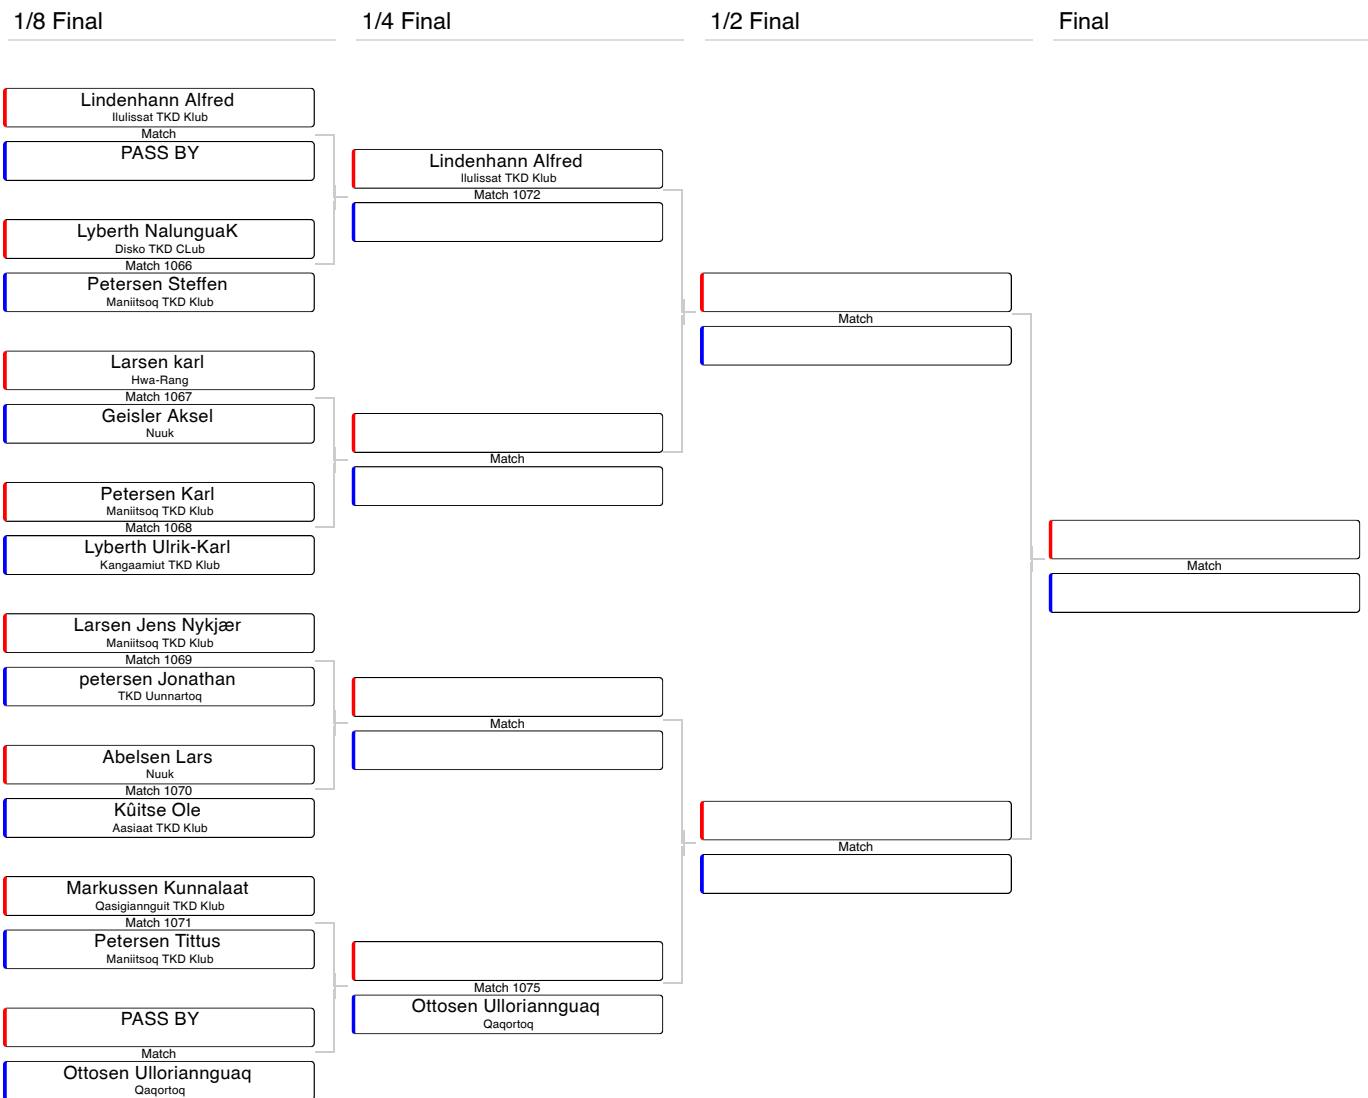 1/8 Final
1/4 Final
1/2 Final
Final
Lindenhann Alfred
Ilulissat TKD Klub
Match
PASS BY
Lyberth NalunguaK
Disko TKD CLub
Match 1066
Petersen Steffen
Maniitsoq TKD Klub
Larsen karl
Hwa-Rang
Match 1067
Geisler Aksel
Nuuk
Petersen Karl
Maniitsoq TKD Klub
Match 1068
Lyberth Ulrik-Karl
Kangaamiut TKD Klub
Larsen Jens Nykjær
Maniitsoq TKD Klub
Match 1069
petersen Jonathan
TKD Uunnartoq
Abelsen Lars
Nuuk
Match 1070
Kûitse Ole
Aasiaat TKD Klub
Markussen Kunnalaat
Qasigiannguit TKD Klub
Match 1071
Petersen Tittus
Maniitsoq TKD Klub
PASS BY
Match
Ottosen Ulloriannguaq
Qaqortoq
Lindenhann Alfred
Ilulissat TKD Klub
Match 1072
Match
Match
Match 1075
Ottosen Ulloriannguaq
Qaqortoq
Match
Match
Match